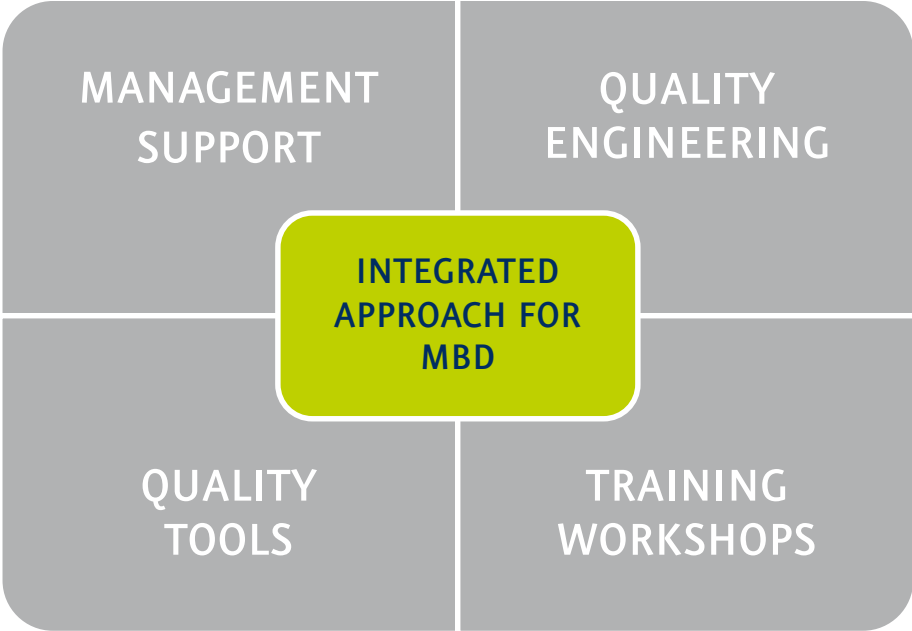 MANAGEMENT
SUPPORT
QUALITY
ENGINEERING
INTEGRATED
APPROACH FOR
MBD
QUALITY
TOOLS
TRAINING
WORKSHOPS